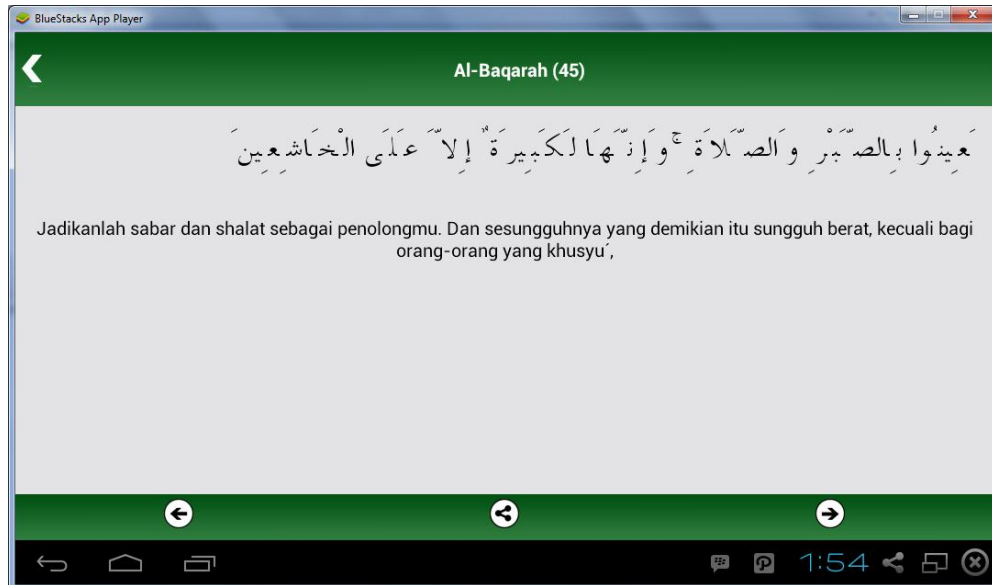 BlueStacks App Player
Al-Baqarah (45)
َعِينُوا بِالصَّبْرِ وَالصَّلَاةِ ۚ وَإِنَّهَا لَكَبِيرَةٌ إِلَّا عَلَى الْخَاشِعِينَ
Jadikanlah sabar dan shalat sebagai penolongmu. Dan sesungguhnya yang demikian itu sungguh berat, kecuali bagi
orang-orang yang khusyu´,
1:54